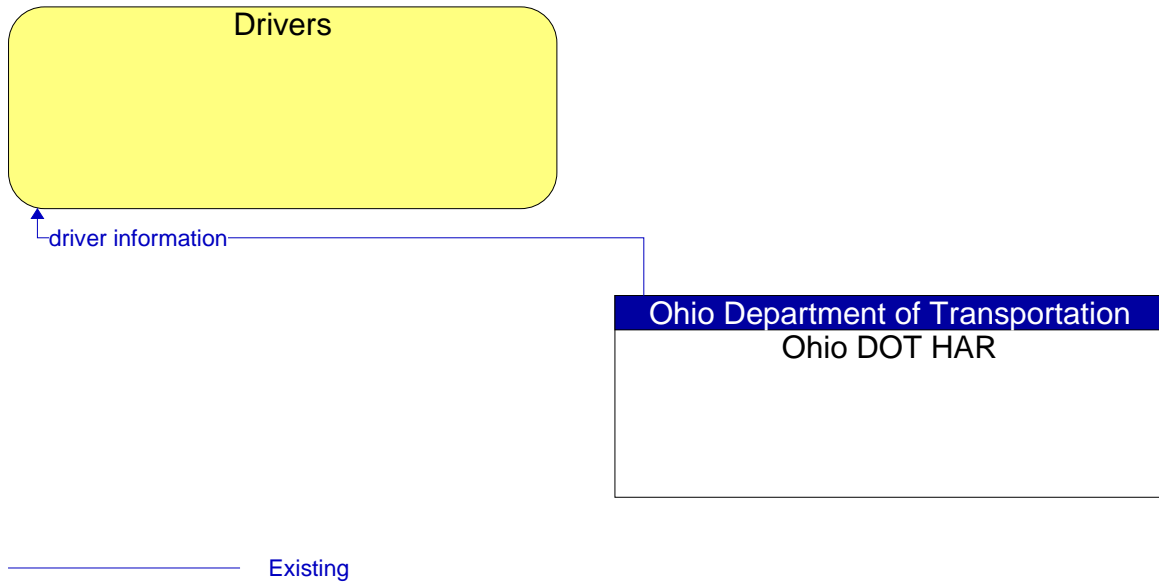 Drivers
driver information
Ohio Department of Transportation
Ohio DOT HAR
Existing